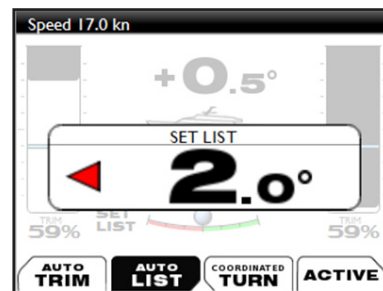 Speed 17.0 kn
+0.5°
SET LIST
2.0°
TRIM
59%
SET
LIST
TRIM
59%
AUTO
TRIM
AUTO
LIST
COORDINATED
TURN
ACTIVE